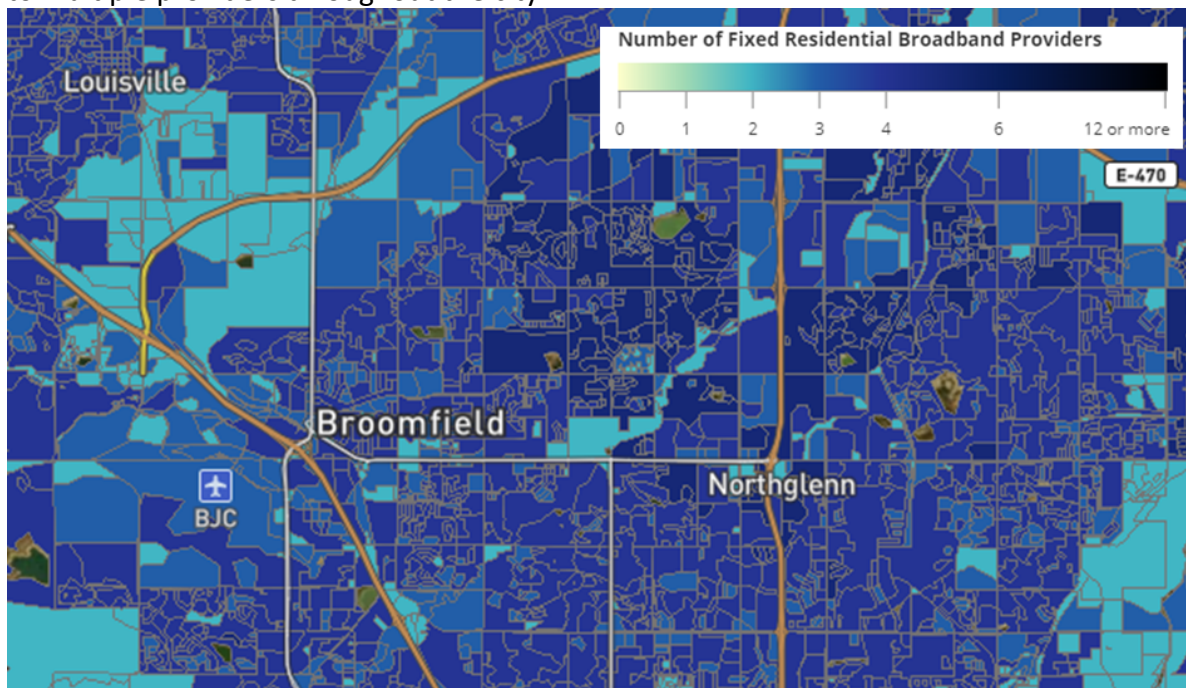 Number of Fixed Residential Broadband Providers
0 1 2 3 4 6 12 or more
Louisville
E-470
Broomfield
BJC
Northglenn